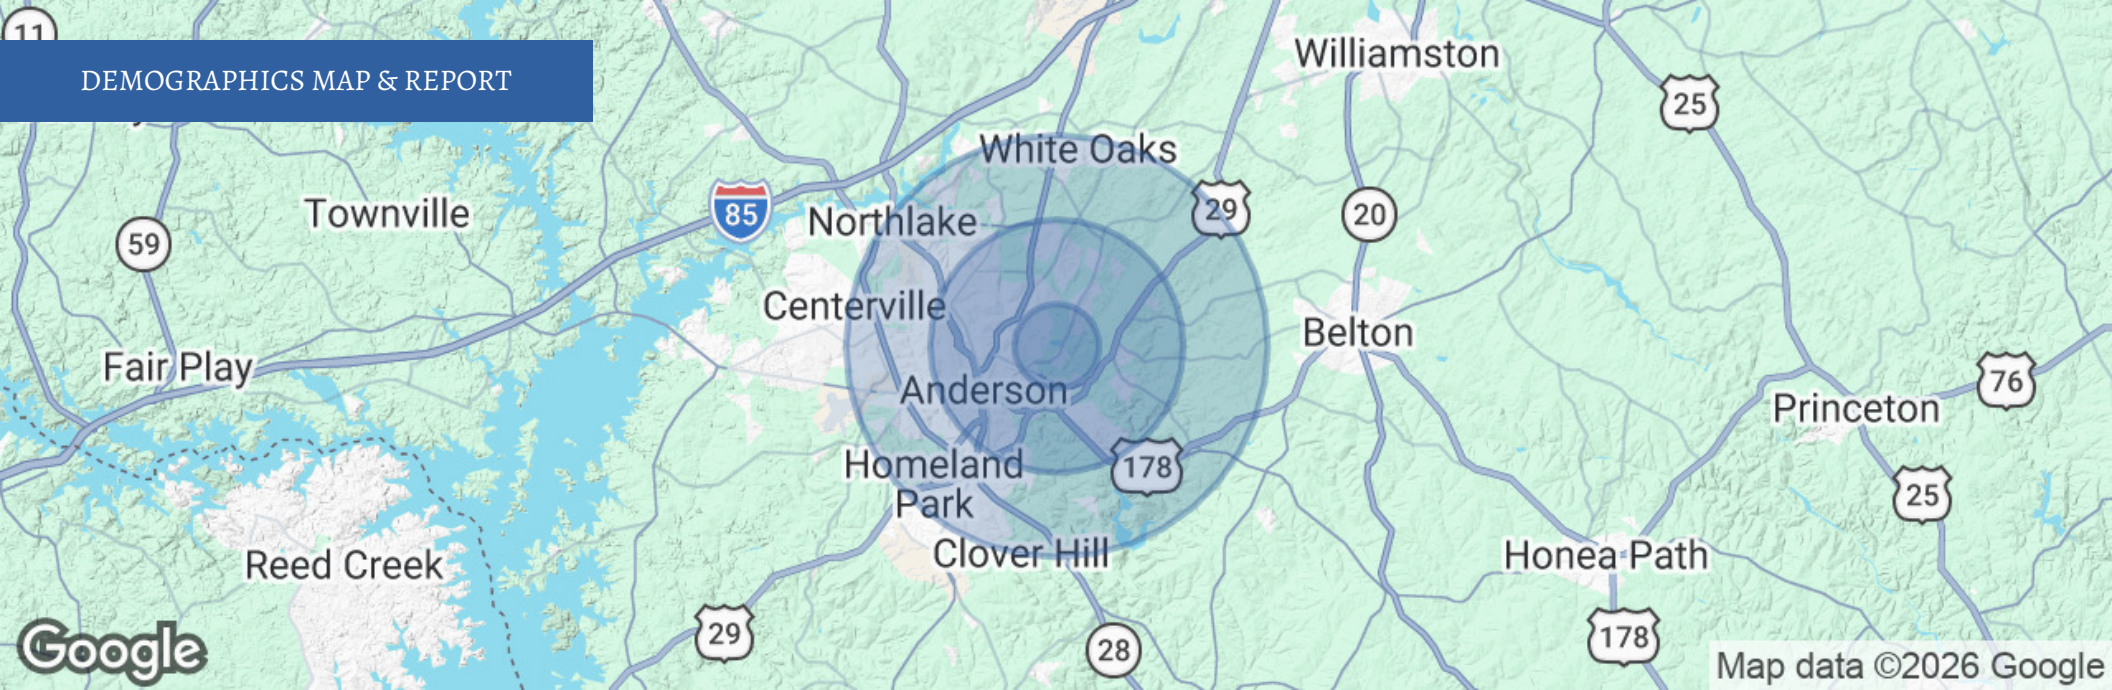 11
DEMOGRAPHICS MAP & REPORT
Williamston
25
White Oaks
Townville
85
29
20
59
Northlake
Centerville
Belton
Fair Play
76
Anderson
Princeton
Homeland
Park
178
25
Clover Hill
Honea Path
Reed Creek
29
28
178
Google
Map data ©2026 Google